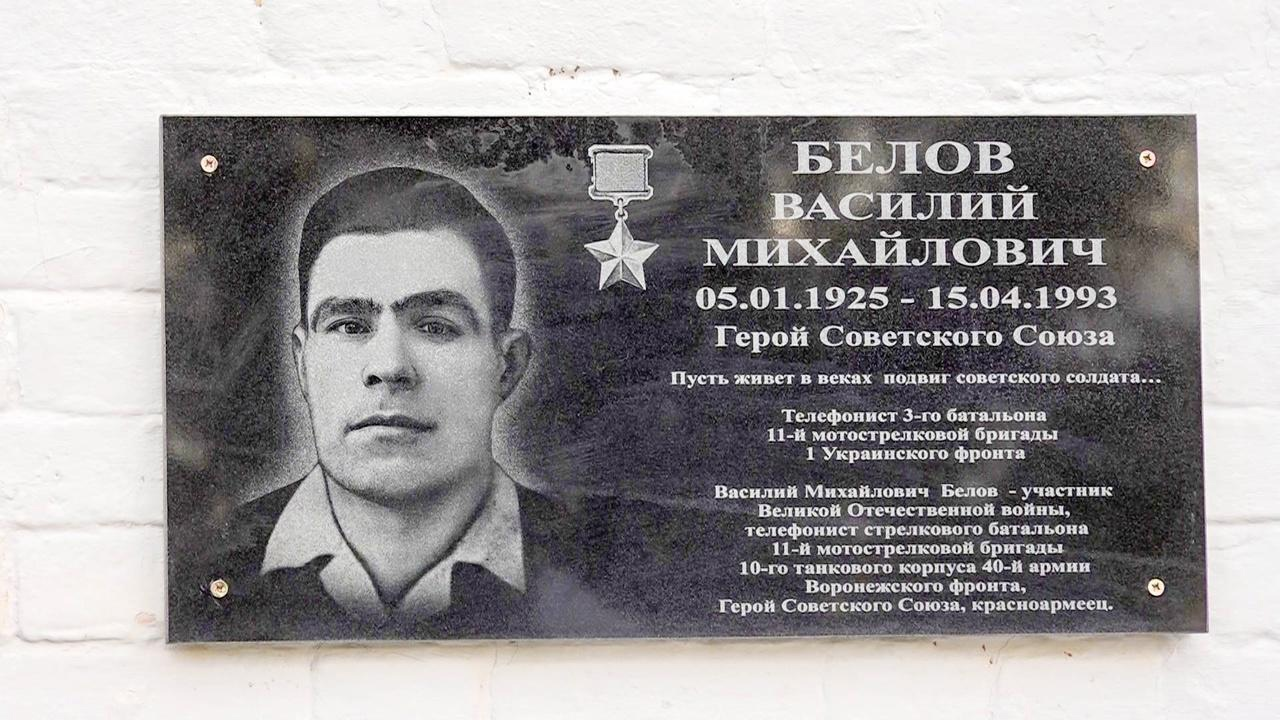 БЕЛОВ
ВАСИЛИЙ
МИХАЙЛОВИЧ
05.01.1925 - 15.04.1993
Герой Советского Союза
Пусть живет в веках подвиг советского солдата...
Телефонист 3-го батальона
11-й мотострелковой бригады
1 Украинского фронта
Василий Михайлович Белов - участник
Великой Отечественной войны,
телефонист стрелкового батальона
11-й мотострелковой бригады
10-го танкового корпуса 40-й армии
Воронежского фронта,
Герой Советского Союза, красноармеец.